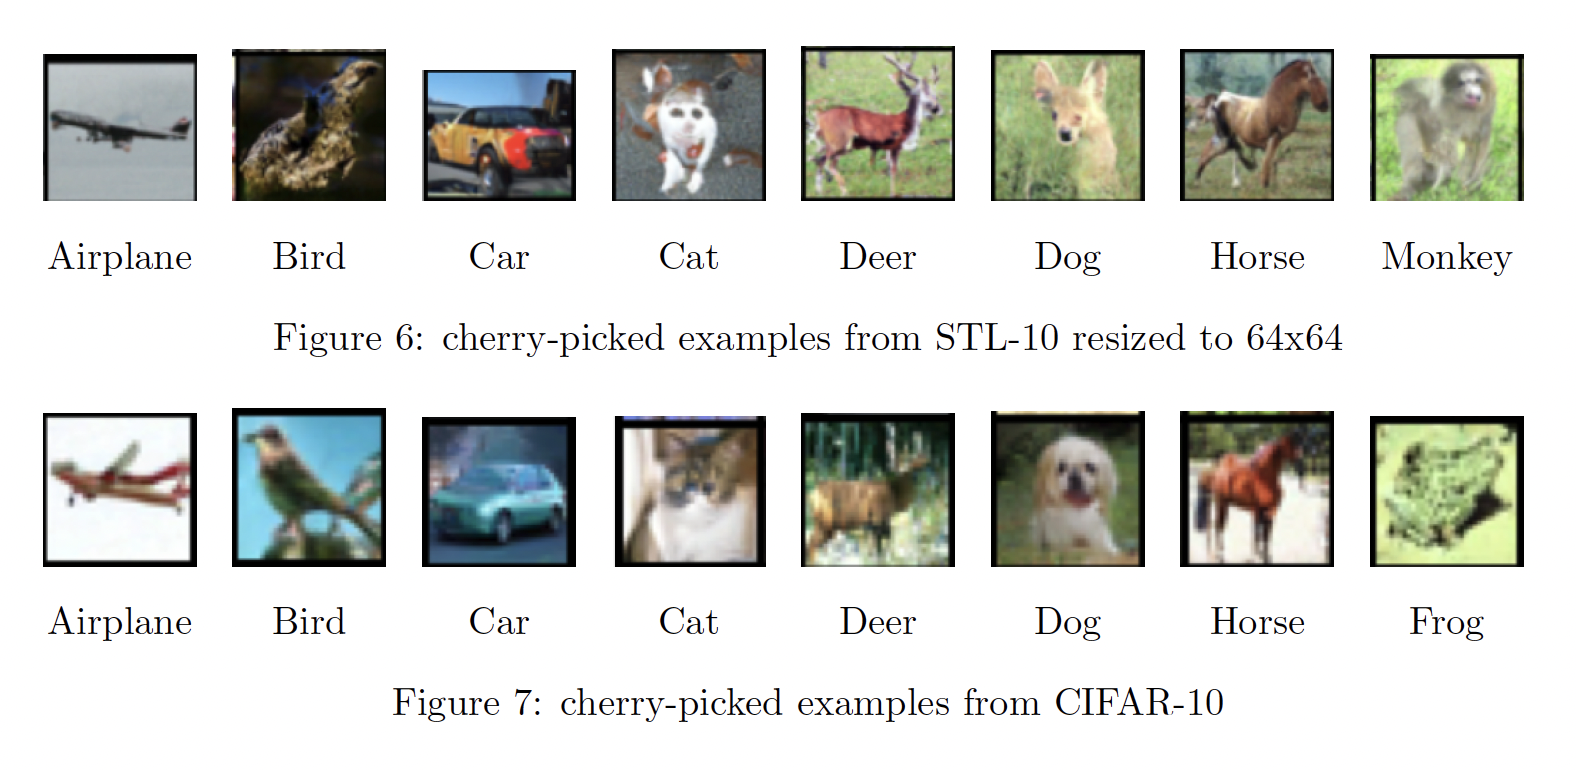 Airplane Bird Car Cat Deer Dog Horse Monkey
Figure 6: cherry-picked examples from STL-10 resized to 64x64
Airplane Bird Car Cat Deer Dog Horse Frog
Figure 7: cherry-picked examples from CIFAR-10